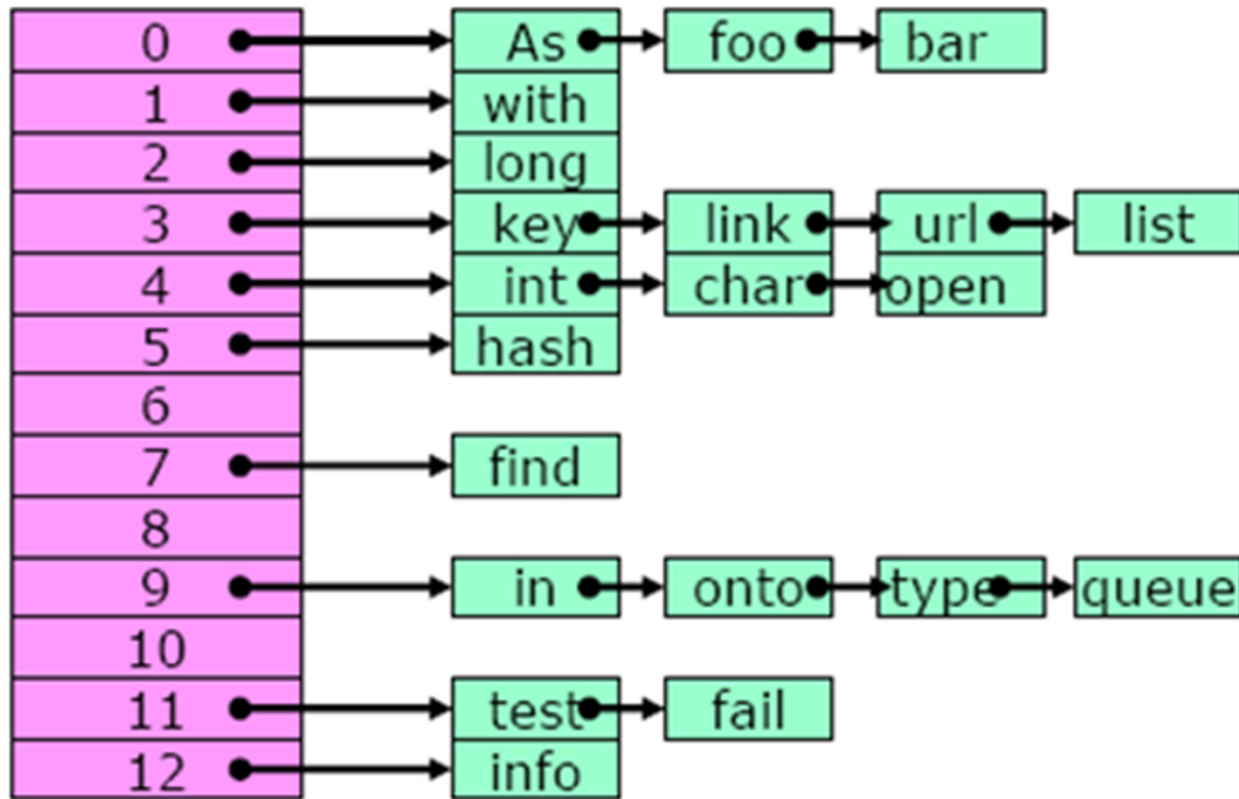 0 As foo bar
1 with
2 long
3 key link url list
4 int char open
5 hash
6
7 find
8
9 in onto type queue
10
11 test fail
12 info